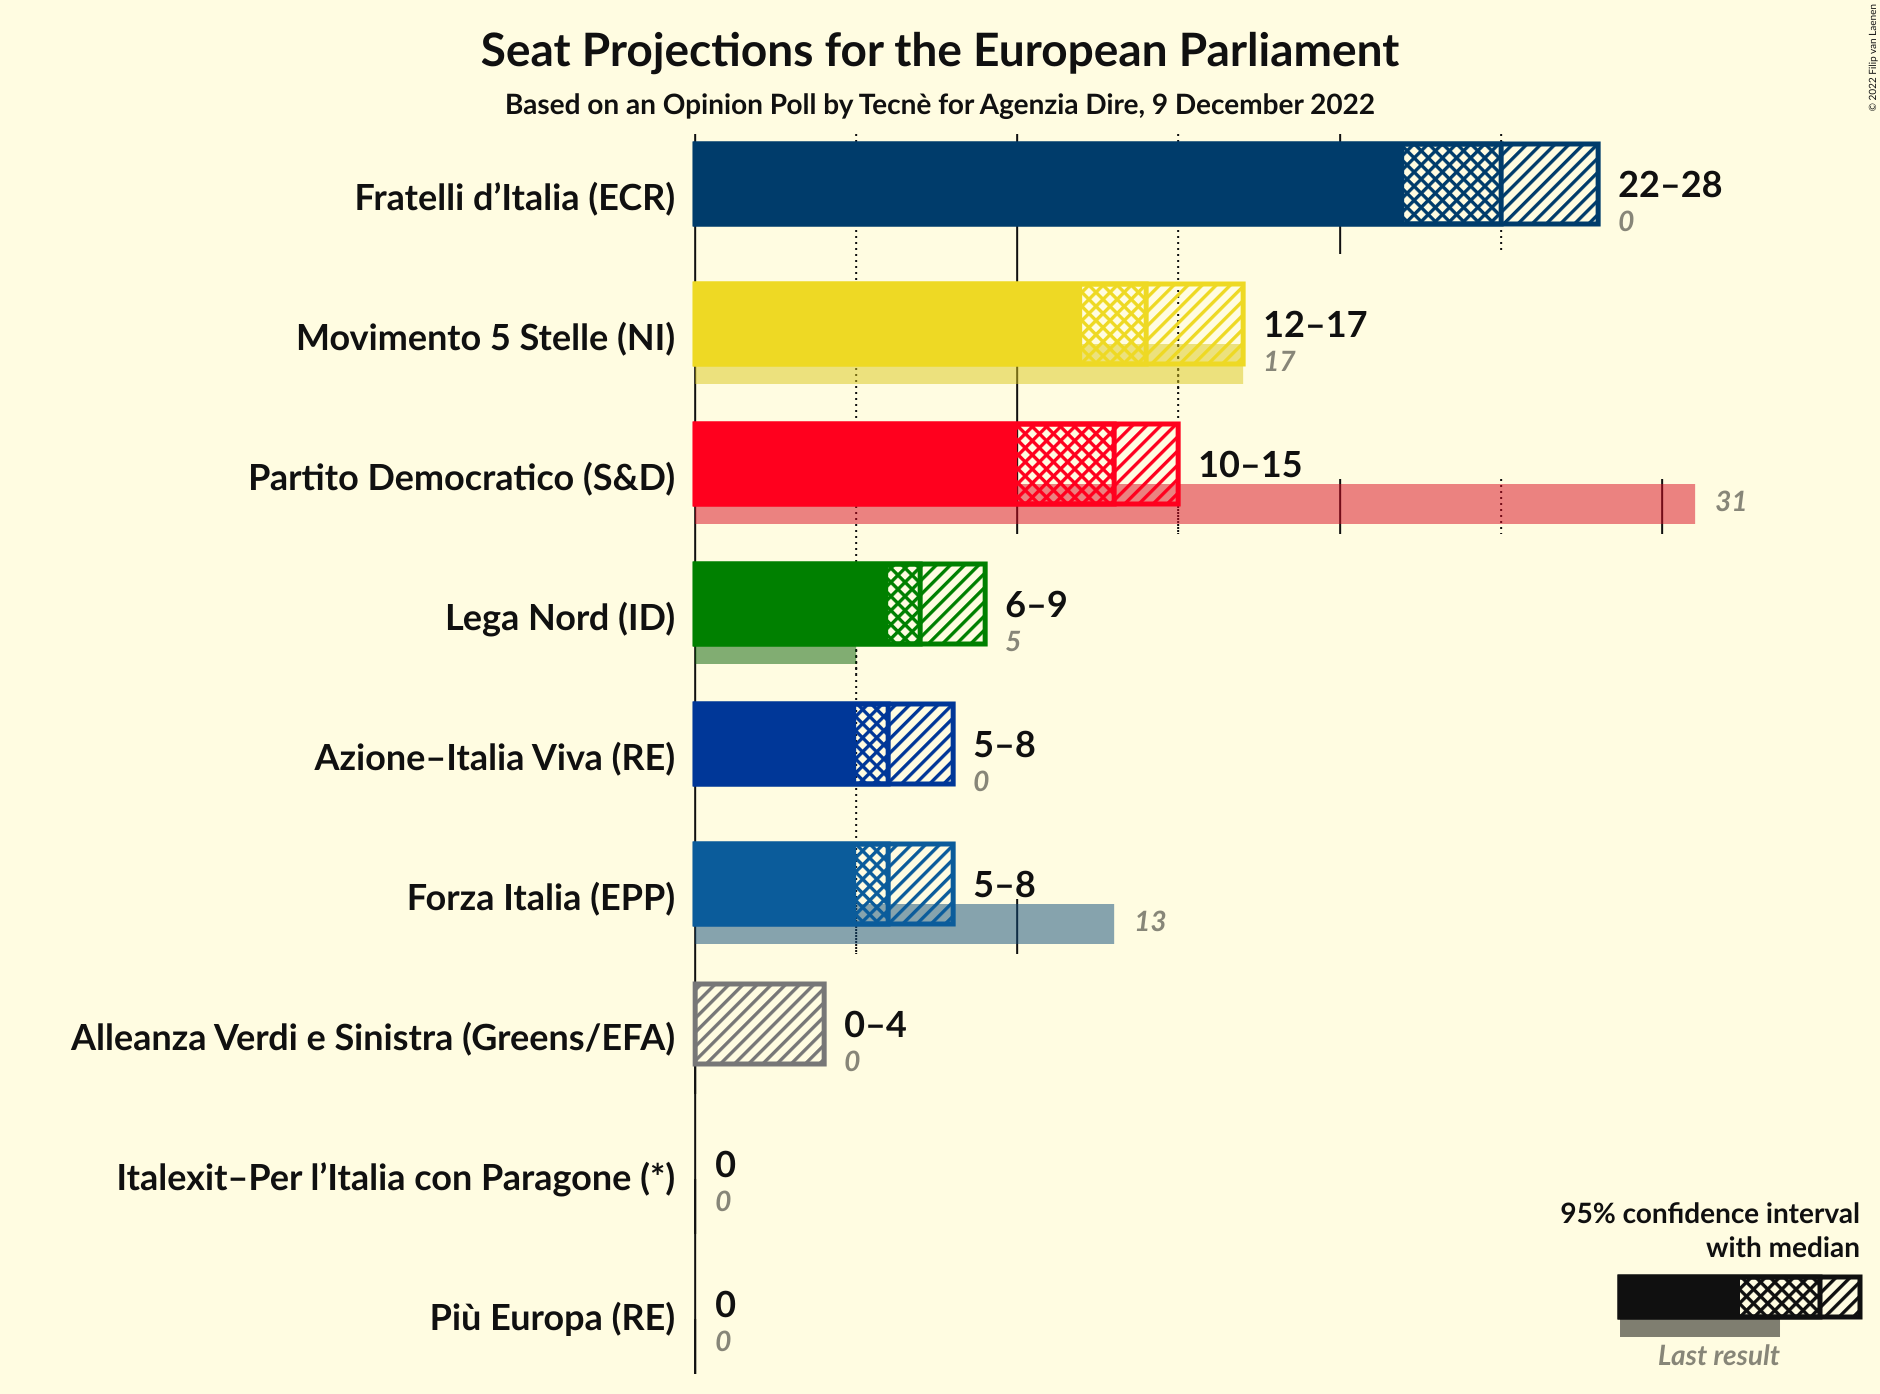 Seat Projections for the European Parliament
Based on an Opinion Poll by Tecnè for Agenzia Dire, 9 December 2022
© 2022 Filip van Laenen
Fratelli d’Italia (ECR)
22–28
0
Movimento 5 Stelle (NI)
12–17
17
Partito Democratico (S&D)
10–15
31
Lega Nord (ID)
6–9
5
Azione–Italia Viva (RE)
5–8
0
Forza Italia (EPP)
5–8
13
Alleanza Verdi e Sinistra (Greens/EFA)
0–4
0
Italexit–Per l’Italia con Paragone (*)
0
0
Più Europa (RE)
0
0
95% confidence interval
with median
Last result